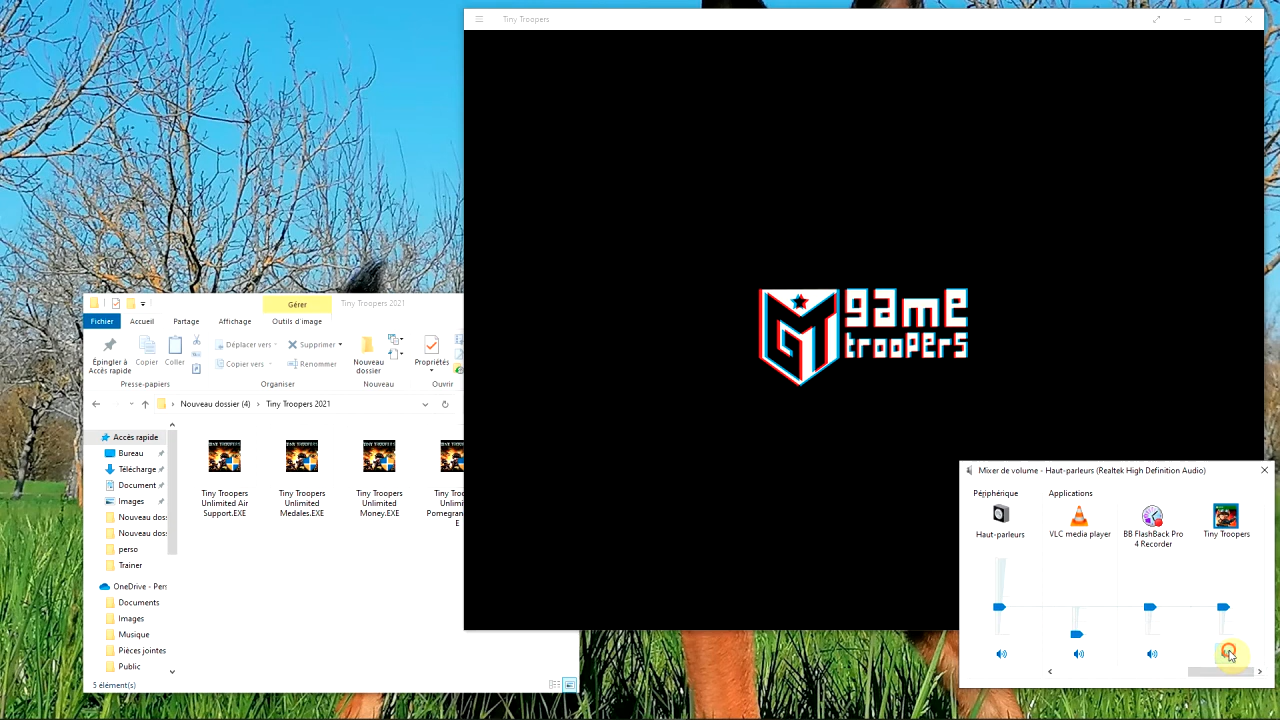 Tiny Troopers
game
troopers
Gérer
Tiny Troopers 2021
Fichier
Accueil
Partage
Affichage
Outils d'image
Épingler à
Accès rapide
Copier
Coller
Déplacer vers
Copier vers
Supprimer
Renommer
Nouveau
dossier
Propriétés
Presse-papiers
Organiser
Nouveau
Ouvrir
Nouveau dossier (4) > Tiny Troopers 2021
Accès rapide
Bureau
Télécharge
Document
Images
Nouveau doss
Nouveau doss
perso
Trainer
OneDrive - Pers
Documents
Images
Musique
Pièces jointes
Public
Tiny Troopers
Unlimited Air
Support.EXE
Tiny Troopers
Unlimited
Medales.EXE
Tiny Troopers
Unlimited
Money.EXE
Tiny Tro
Unlimi
Pomegran
E
5 élément(s)
Mixer de volume - Haut-parleurs (Realtek High Definition Audio)
Périphérique
Applications
Haut-parleurs
VLC media player
BB FlashBack Pro
4 Recorder
Tiny Troopers